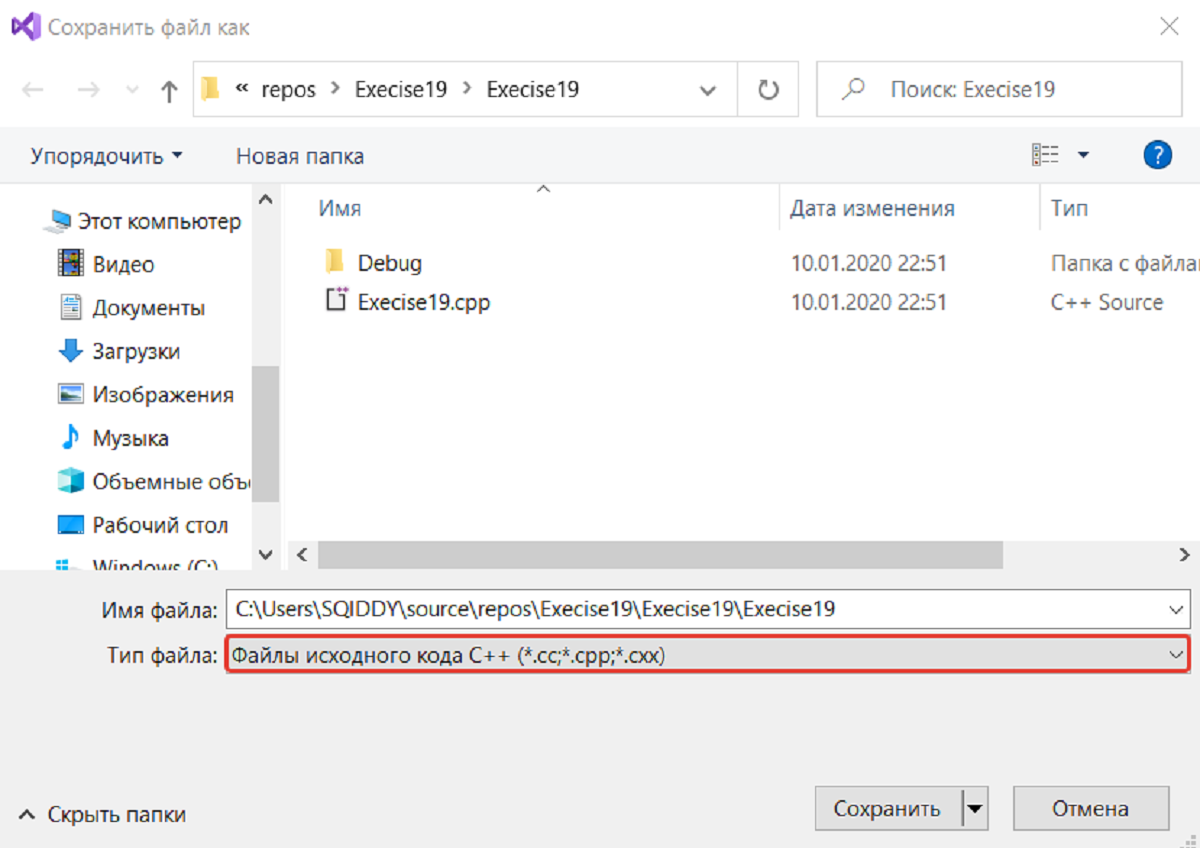 Сохранить файл как
« repos > Execise19 > Execise19
Поиск: Execise19
Упорядочить
Новая папка
?
Этот компьютер
Видео
Документы
Загрузки
Изображения
Музыка
Объемные объ
Рабочий стол
Windows (C:)
Имя Дата изменения Тип
Debug 10.01.2020 22:51 Папка с файла
Execise19.cpp 10.01.2020 22:51 C++ Source
Имя файла: C:\Users\SQIDDY\source\repos\Execise19\Execise19\Execise19
Тип файла: Файлы исходного кода C++ (*.cc;*.cpp;*.cxx)
Скрыть папки
Сохранить
Отмена